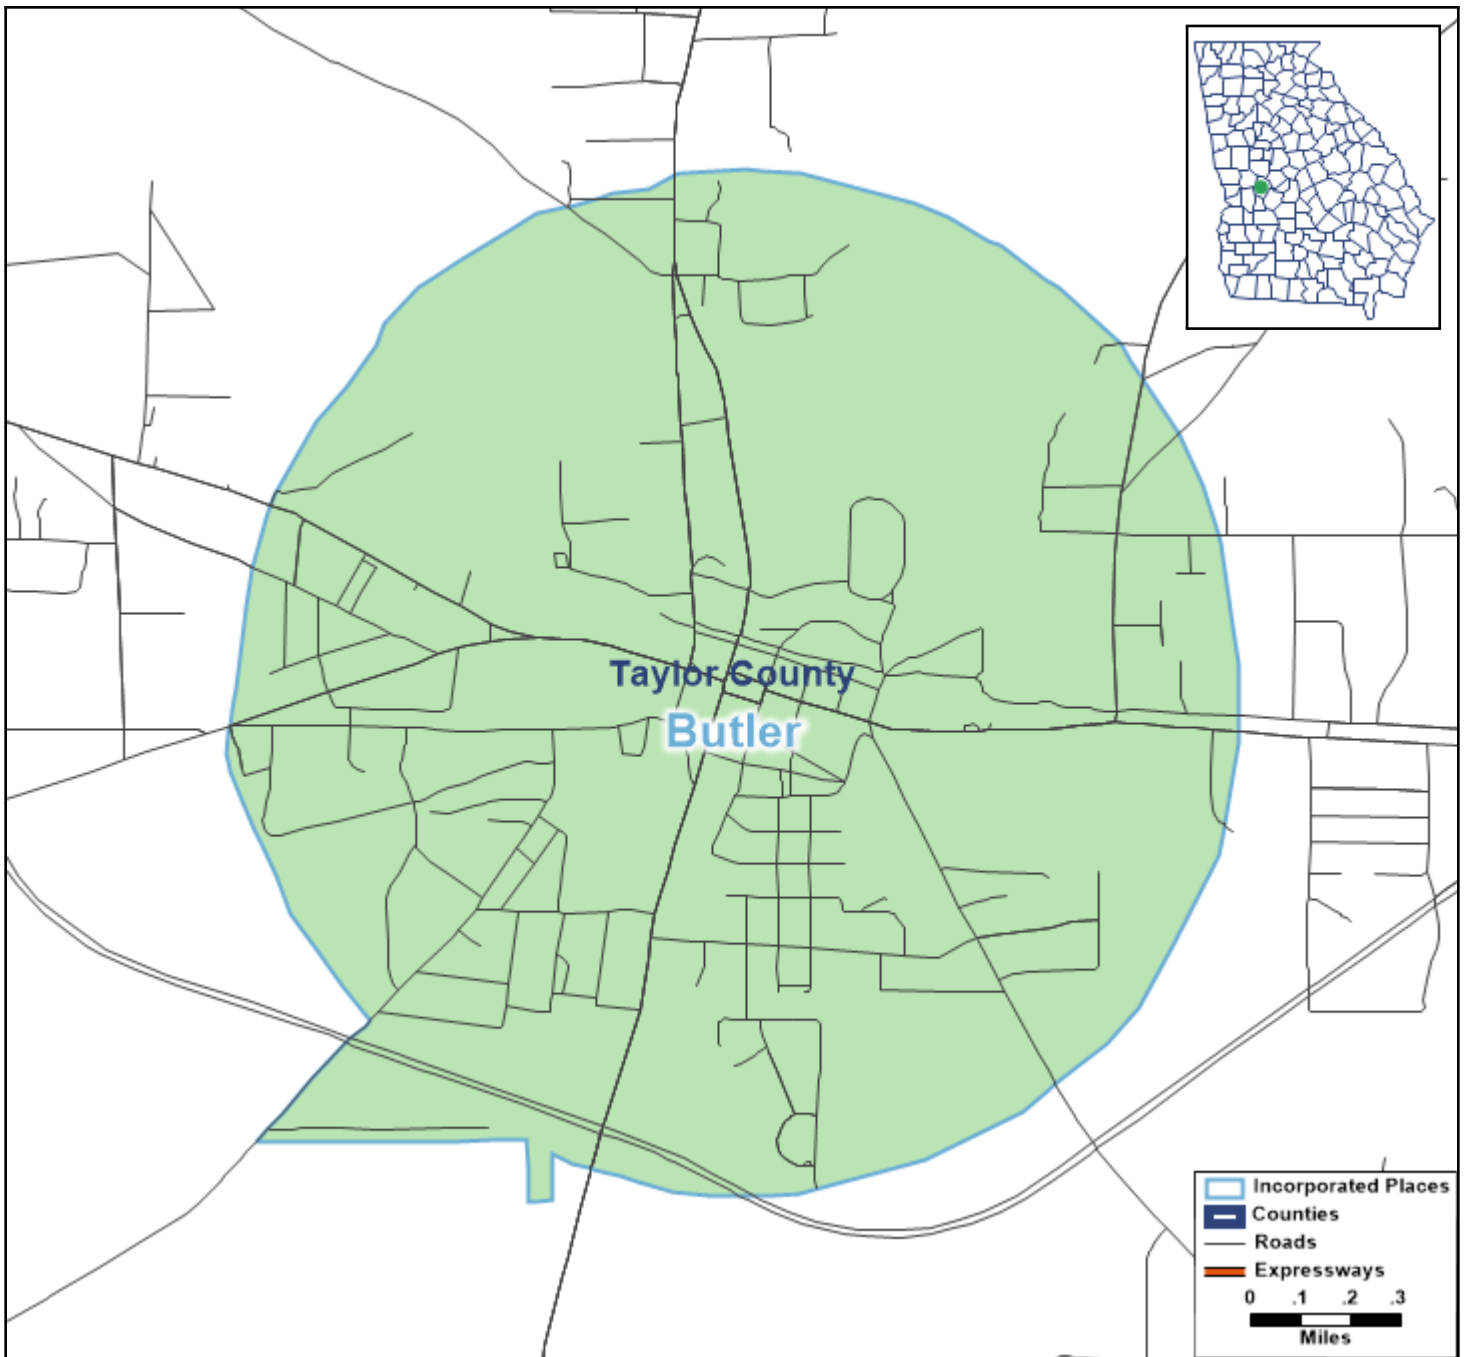 Taylor County
Butler
Incorporated Places
Counties
Roads
Expressways
0 .1 .2 .3
Miles